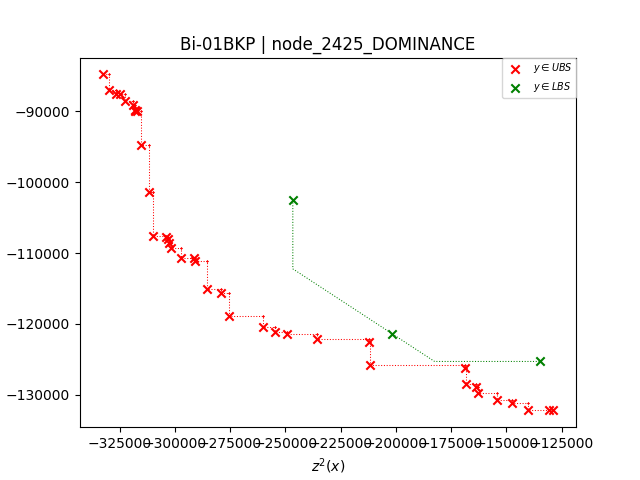 Bi-01BKP | node_2425_DOMINANCE
y ∈ UBS
y ∈ LBS
−90000
−100000
−110000
−120000
−130000
−325000−300000−275000−250000−225000−200000−175000−150000−125000
z²(x)